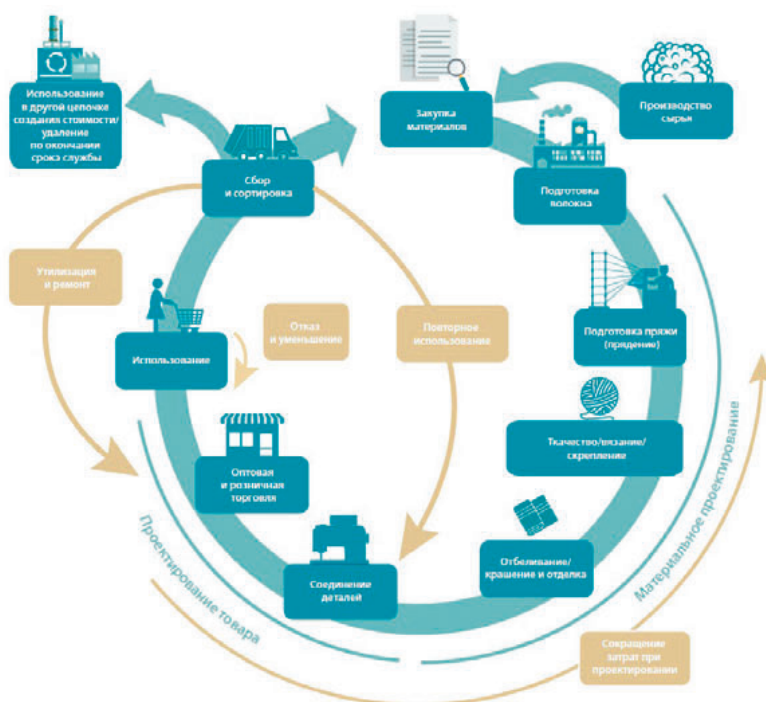 Использование
в другой цепочке
создания стоимости/
удаление
по окончании
срока службы
Закупка
материалов
Производство
сырья
Сбор
и сортировка
Подготовка
волокна
Утилизация
и ремонт
Использование
Отказ
и уменьшение
Повторное
использование
Подготовка пряжи
(прядение)
Оптовая
и розничная
торговля
Ткачество/вязание/
скрепление
Соединение
деталей
Отбеливание/
крашение и отделка
Проектирование товара
Материальное проектирование
Сокращение
затрат при
проектировании